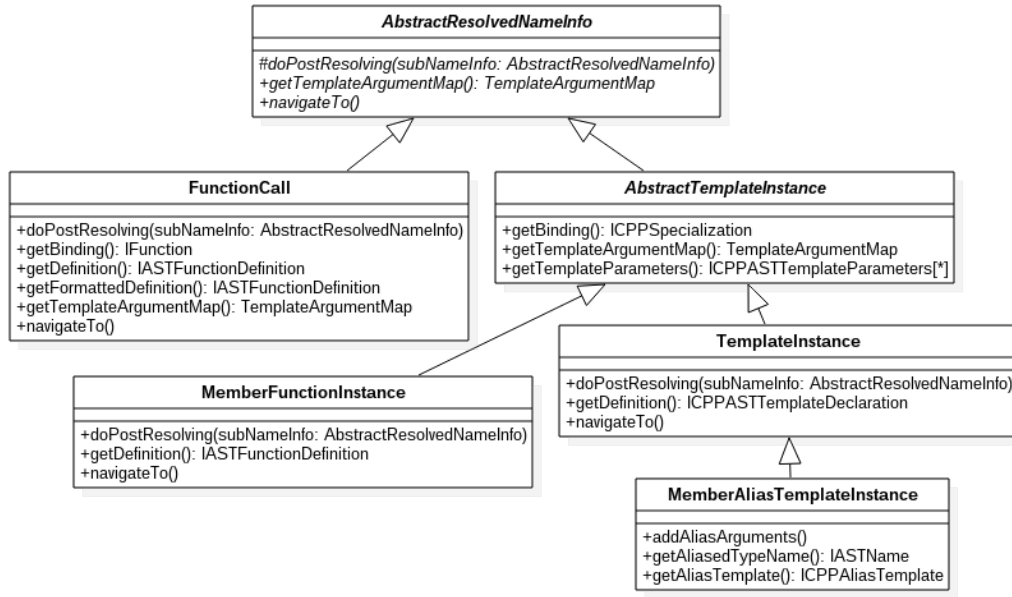 AbstractResolvedNameInfo
#doPostResolving(subNameInfo: AbstractResolvedNameInfo)
+getTemplateArgumentMap(): TemplateArgumentMap
+navigateTo()
FunctionCall
+doPostResolving(subNameInfo: AbstractResolvedNameInfo)
+getBinding(): IFunction
+getDefinition(): IASTFunctionDefinition
+getFormattedDefinition(): IASTFunctionDefinition
+getTemplateArgumentMap(): TemplateArgumentMap
+navigateTo()
AbstractTemplateInstance
+getBinding(): ICPPSpecialization
+getTemplateArgumentMap(): TemplateArgumentMap
+getTemplateParameters(): ICPPASTTemplateParameters[*]
MemberFunctionInstance
+doPostResolving(subNameInfo: AbstractResolvedNameInfo)
+getDefinition(): IASTFunctionDefinition
+navigateTo()
TemplateInstance
+doPostResolving(subNameInfo: AbstractResolvedNameInfo)
+getDefinition(): ICPPASTTemplateDeclaration
+navigateTo()
MemberAliasTemplateInstance
+addAliasArguments()
+getAliasedTypeName(): IASTName
+getAliasTemplate(): ICPPAliasTemplate